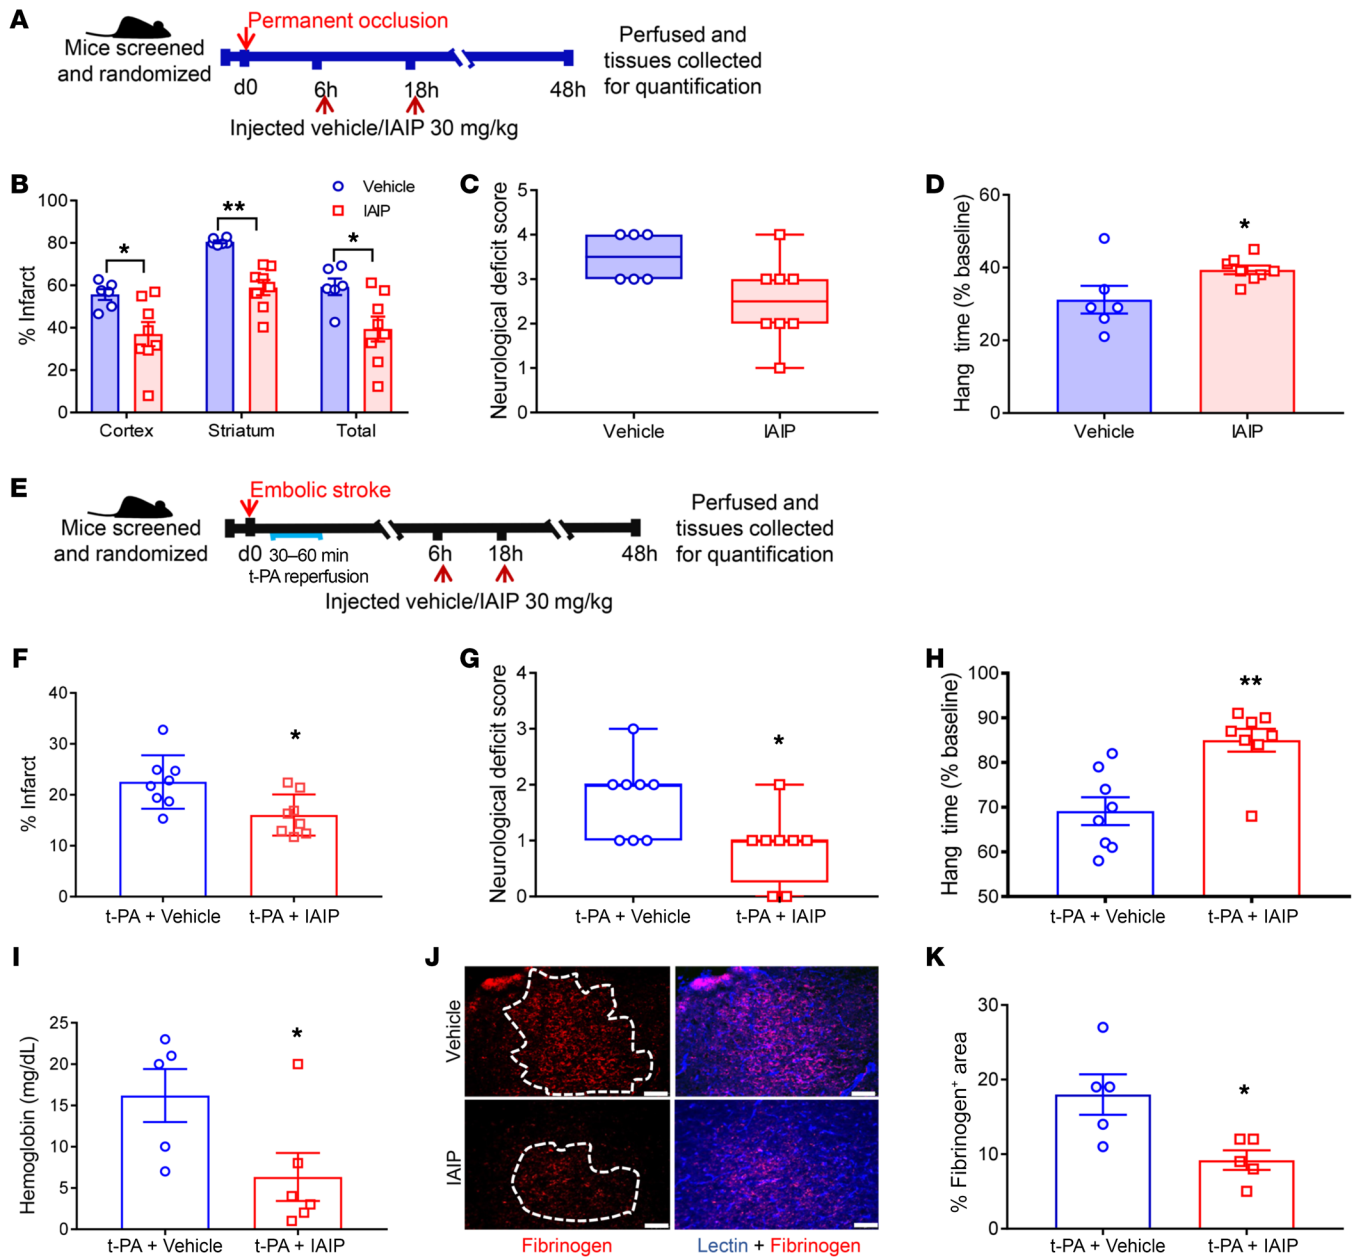 A
Permanent occlusion
Mice screened
and randomized
d0
6h
18h
48h
Injected vehicle/IAIP 30 mg/kg
Perfused and
tissues collected
for quantification
B
% Infarct
100
80
60
40
20
0
Vehicle
IAIP
*
**
*
Cortex
Striatum
Total
C
Neurological deficit score
5
4
3
2
1
0
Vehicle
IAIP
D
Hang time (% baseline)
60
40
20
0
*
Vehicle
IAIP
E
Embolic stroke
Mice screened
and randomized
d0
30–60 min
t-PA reperfusion
6h
18h
48h
Injected vehicle/IAIP 30 mg/kg
Perfused and
tissues collected
for quantification
F
% Infarct
40
30
20
10
0
*
t-PA + Vehicle
t-PA + IAIP
G
Neurological deficit score
4
3
2
1
0
*
t-PA + Vehicle
t-PA + IAIP
H
Hang time (% baseline)
100
90
80
70
60
50
**
t-PA + Vehicle
t-PA + IAIP
I
Hemoglobin (mg/dL)
25
20
15
10
5
0
*
t-PA + Vehicle
t-PA + IAIP
J
Vehicle
IAIP
Fibrinogen
Lectin + Fibrinogen
K
% Fibrinogen⁺ area
30
20
10
0
*
t-PA + Vehicle
t-PA + IAIP